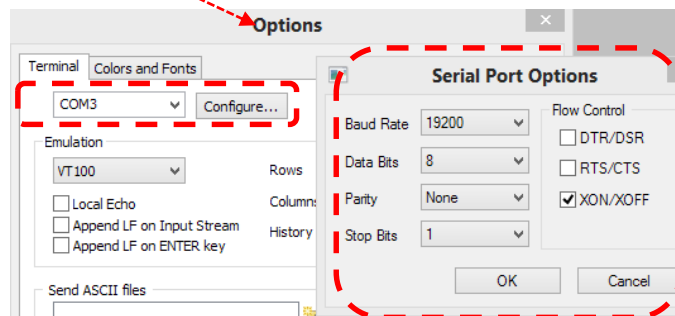 Options
Terminal Colors and Fonts
COM3 Configure...
Emulation
VT100 Rows
Local Echo Column
Append LF on Input Stream History
Append LF on ENTER key
Send ASCII files
Serial Port Options
Baud Rate 19200
Data Bits 8
Parity None
Stop Bits 1
Flow Control
DTR/DSR
RTS/CTS
XON/XOFF
OK Cancel